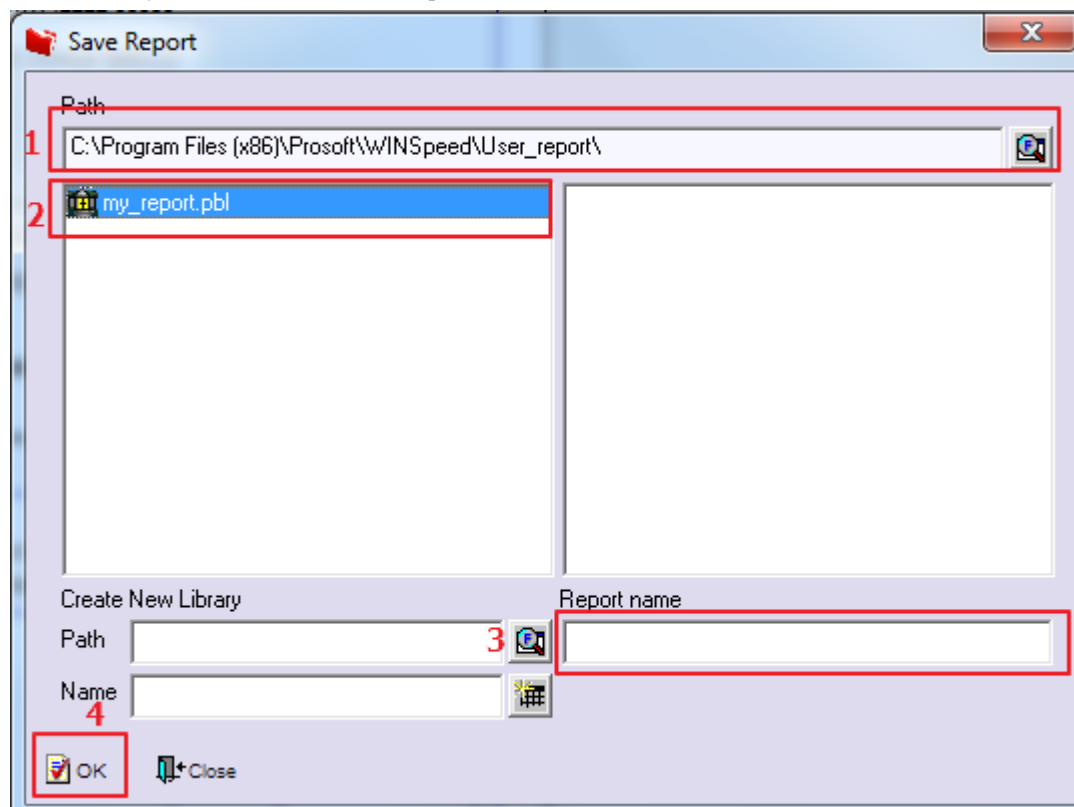 Save Report
Path
1
C:\Program Files (x86)\Prosoft\WINSpeed\User_report\
2
my_report.pbl
Create New Library
Report name
Path
3
Name
4
OK
Close